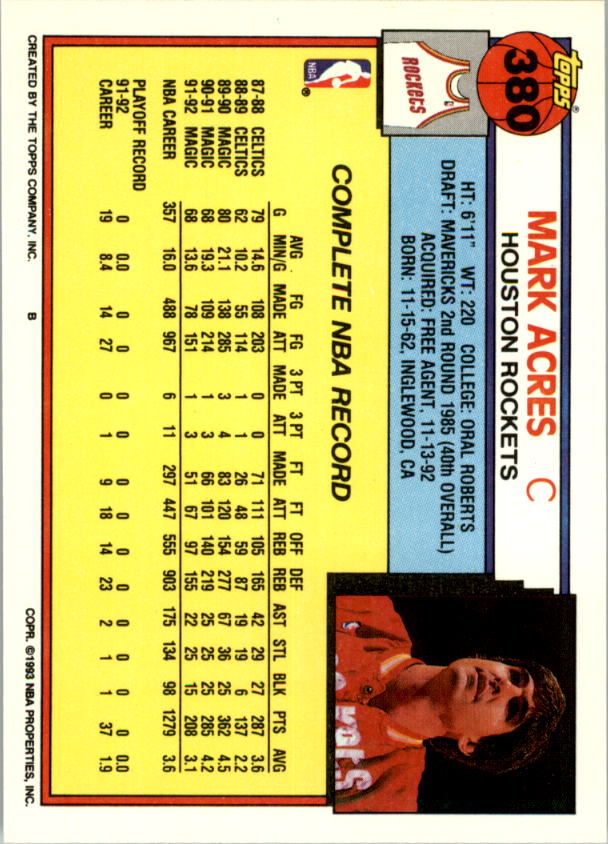 topps®
380
ROCKETS
MARK ACRES C
HOUSTON ROCKETS
HT: 6'11" WT: 220 COLLEGE: ORAL ROBERTS
DRAFT: MAVERICKS 2nd ROUND 1985 (40th OVERALL)
ACQUIRED: FREE AGENT, 11-13-92
BORN: 11-15-62, INGLEWOOD, CA
NBA ®
COMPLETE NBA RECORD
AVG FG FG 3 PT 3 PT FT FT OFF DEF
G MIN/G MADE ATT MADE ATT MADE ATT REB REB AST STL BLK PTS AVG
87-88 CELTICS 79 14.6 108 203 0 0 71 111 105 165 42 29 27 287 3.6
88-89 CELTICS 62 10.2 55 114 1 1 26 48 59 87 19 19 6 137 2.2
89-90 MAGIC 80 21.1 138 285 3 4 83 120 154 277 67 36 25 362 4.5
90-91 MAGIC 68 19.3 109 214 1 3 66 101 140 219 25 25 25 285 4.2
91-92 MAGIC 68 13.6 78 151 1 3 51 67 97 155 22 25 15 208 3.1
NBA CAREER 357 16.0 488 967 6 11 297 447 555 903 175 134 98 1279 3.6
PLAYOFF RECORD
91-92 0 0.0 0 0 0 0 0 0 0 0 0 0 0 0 0.0
CAREER 19 8.4 14 27 0 1 9 18 14 23 2 1 1 37 1.9
CREATED BY THE TOPPS COMPANY, INC. B COPR. ©1993 NBA PROPERTIES, INC.